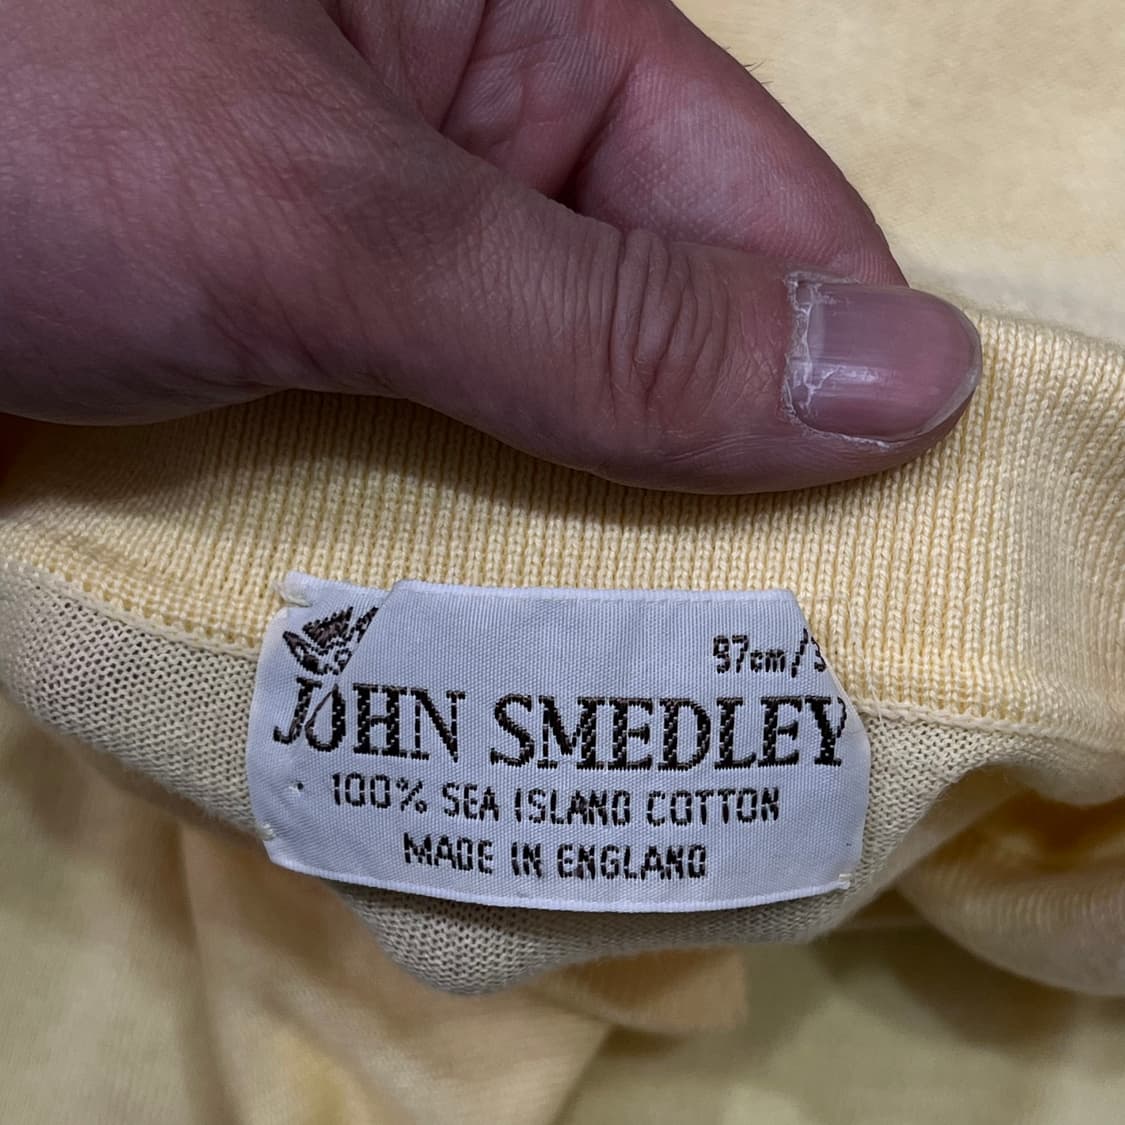 97cm/3
JOHN SMEDLEY
100% SEA ISLAND COTTON
MADE IN ENGLAND